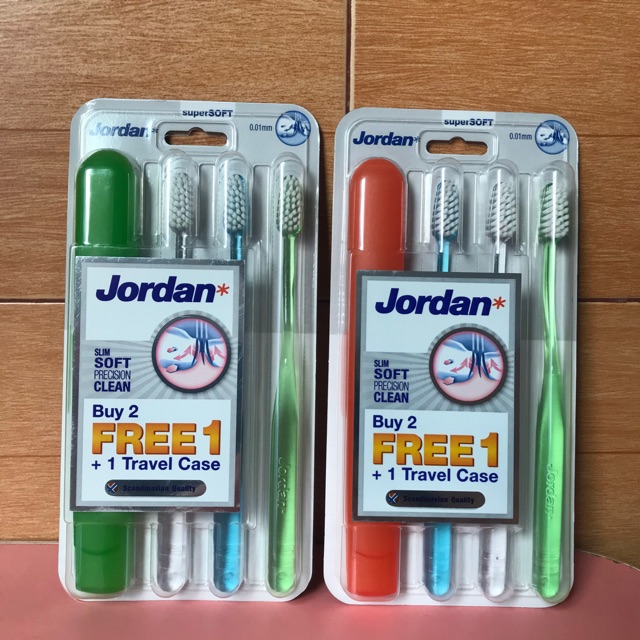 superSOFT
Jordan*
0.01mm
Jordan*
SLIM
SOFT
PRECISION
CLEAN
Buy 2
FREE 1
+ 1 Travel Case
Scandinavian Quality
Jordan
superSOFT
Jordan*
0.01mm
Jordan*
SLIM
SOFT
PRECISION
CLEAN
Buy 2
FREE 1
+ 1 Travel Case
Scandinavian Quality
Jordan